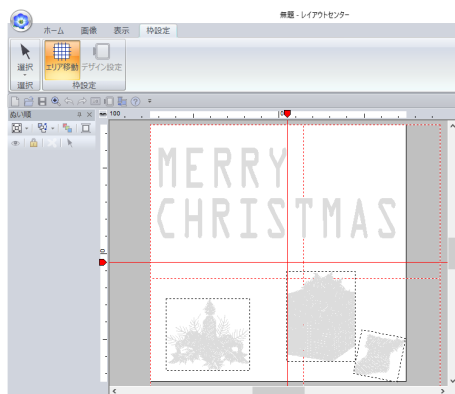 無題 - レイアウトセンター
ホーム 画像 表示 枠設定
選択 エリア移動 デザイン設定
選択 枠設定
ぬい順
100
0
0
MERRY
CHRISTMAS